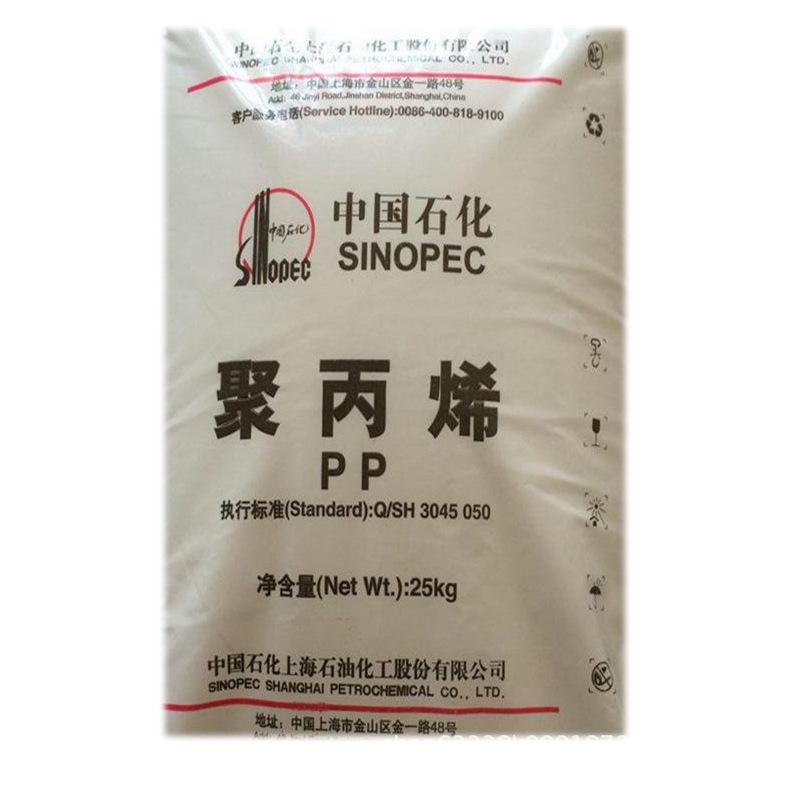 中国石化上海石油化工股份有限公司
SINOPEC SHANGHAI PETROCHEMICAL CO., LTD.
地址：中国上海市金山区金一路48号
Add: 48 Jinyi Road,Jinshan District,Shanghai,China
客户服务电话(Service Hotline):0086-400-818-9100
中国石化
SINOPEC
中国石化
SINOPEC
聚丙烯
PP
执行标准(Standard):Q/SH 3045 050
净含量(Net Wt.):25kg
中国石化上海石油化工股份有限公司
SINOPEC SHANGHAI PETROCHEMICAL CO., LTD.
地址：中国上海市金山区金一路48号